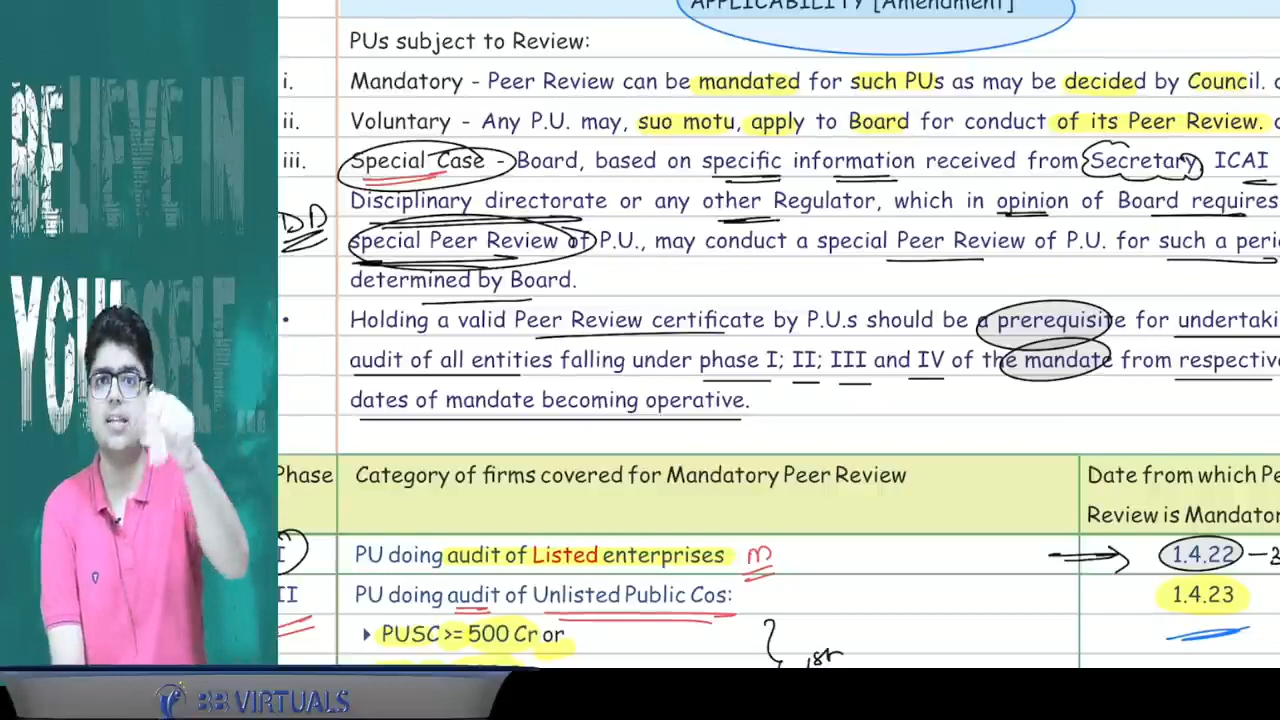 BELIEVE IN
YOURSELF...
APPLICABILITY [Amendment]
PUs subject to Review:
i. Mandatory - Peer Review can be mandated for such PUs as may be decided by Council.
ii. Voluntary - Any P.U. may, suo motu, apply to Board for conduct of its Peer Review.
iii. Special Case - Board, based on specific information received from Secretary ICAI
DD Disciplinary directorate or any other Regulator, which in opinion of Board requires
special Peer Review of P.U., may conduct a special Peer Review of P.U. for such a peri
determined by Board.
• Holding a valid Peer Review certificate by P.U.s should be a prerequisite for undertaki
audit of all entities falling under phase I; II; III and IV of the mandate from respective
dates of mandate becoming operative.
Phase Category of firms covered for Mandatory Peer Review Date from which Pe
Review is Mandator
I PU doing audit of Listed enterprises m → 1.4.22 -
II PU doing audit of Unlisted Public Cos: 1.4.23
▸ PUSC >= 500 Cr or
1st
BB VIRTUALS